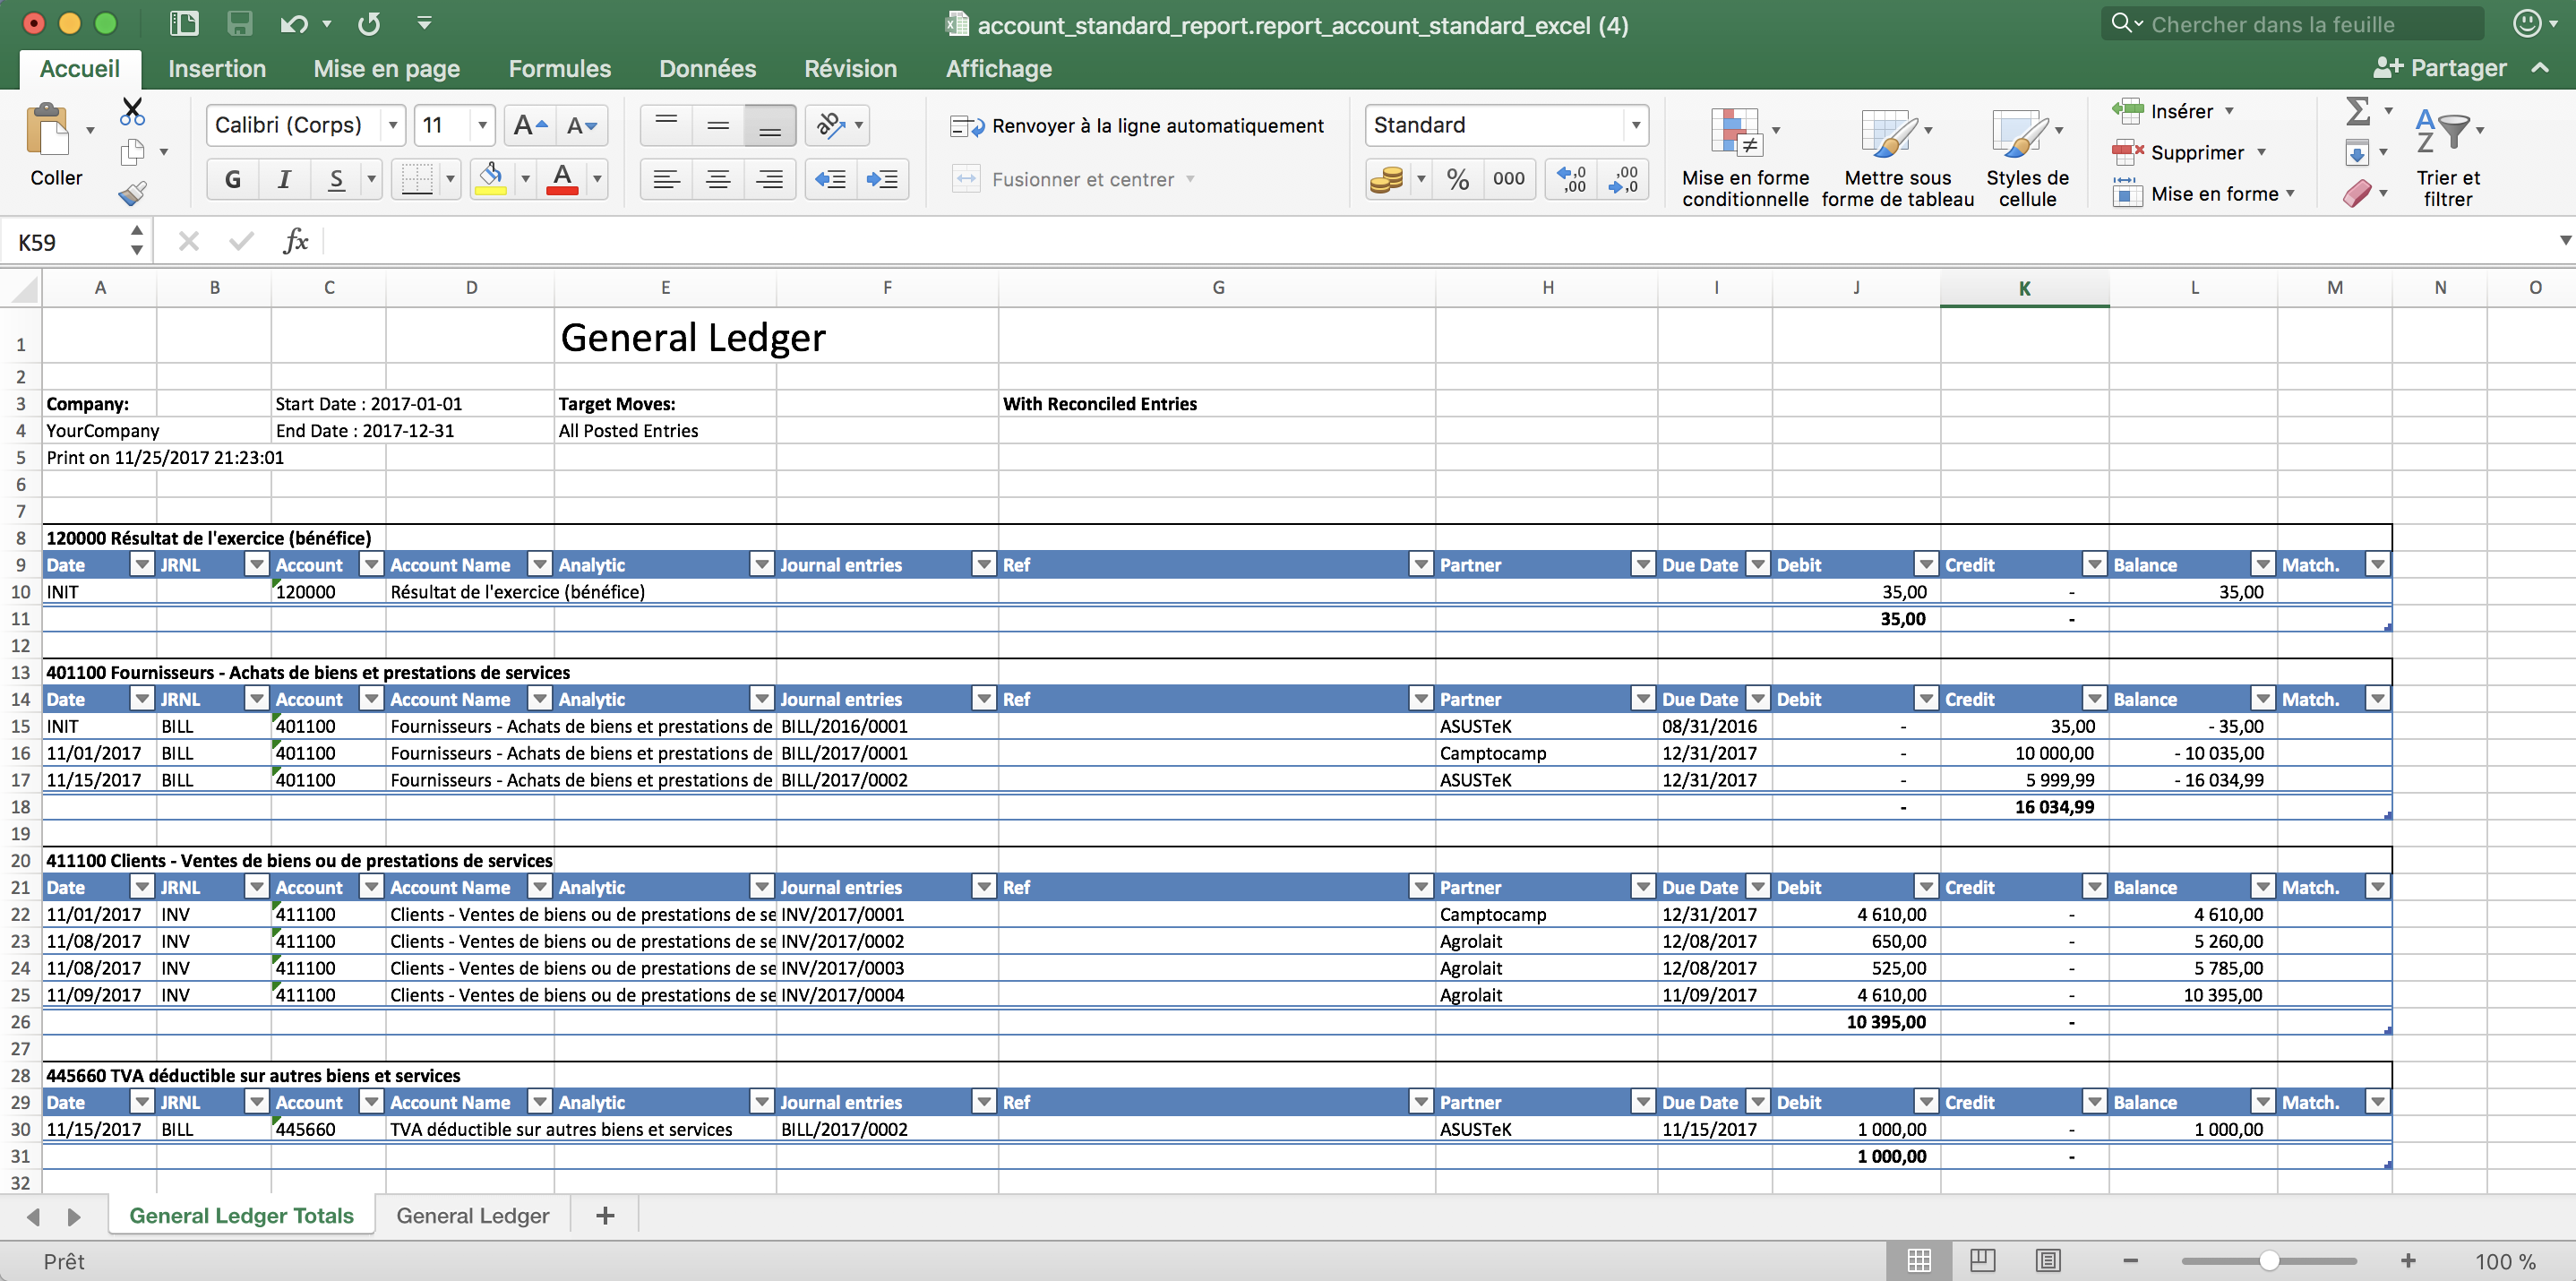 account_standard_report.report_account_standard_excel (4)
Chercher dans la feuille
Accueil Insertion Mise en page Formules Données Révision Affichage Partager
Coller
Calibri (Corps) 11
G I S
Renvoyer à la ligne automatiquement
Fusionner et centrer
Standard
% 000
Mise en forme conditionnelle
Mettre sous forme de tableau
Styles de cellule
Insérer
Supprimer
Mise en forme
Trier et filtrer
K59 fx
A B C D E F G H I J K L M N O
1 General Ledger
2
3 Company: Start Date : 2017-01-01 Target Moves: With Reconciled Entries
4 YourCompany End Date : 2017-12-31 All Posted Entries
5 Print on 11/25/2017 21:23:01
6
7
8 120000 Résultat de l'exercice (bénéfice)
9 Date JRNL Account Account Name Analytic Journal entries Ref Partner Due Date Debit Credit Balance Match.
10 INIT 120000 Résultat de l'exercice (bénéfice) 35,00 - 35,00
11 35,00 -
12
13 401100 Fournisseurs - Achats de biens et prestations de services
14 Date JRNL Account Account Name Analytic Journal entries Ref Partner Due Date Debit Credit Balance Match.
15 INIT BILL 401100 Fournisseurs - Achats de biens et prestations de BILL/2016/0001 ASUSTeK 08/31/2016 - 35,00 - 35,00
16 11/01/2017 BILL 401100 Fournisseurs - Achats de biens et prestations de BILL/2017/0001 Camptocamp 12/31/2017 - 10 000,00 - 10 035,00
17 11/15/2017 BILL 401100 Fournisseurs - Achats de biens et prestations de BILL/2017/0002 ASUSTeK 12/31/2017 - 5 999,99 - 16 034,99
18 - 16 034,99
19
20 411100 Clients - Ventes de biens ou de prestations de services
21 Date JRNL Account Account Name Analytic Journal entries Ref Partner Due Date Debit Credit Balance Match.
22 11/01/2017 INV 411100 Clients - Ventes de biens ou de prestations de se INV/2017/0001 Camptocamp 12/31/2017 4 610,00 - 4 610,00
23 11/08/2017 INV 411100 Clients - Ventes de biens ou de prestations de se INV/2017/0002 Agrolait 12/08/2017 650,00 - 5 260,00
24 11/08/2017 INV 411100 Clients - Ventes de biens ou de prestations de se INV/2017/0003 Agrolait 12/08/2017 525,00 - 5 785,00
25 11/09/2017 INV 411100 Clients - Ventes de biens ou de prestations de se INV/2017/0004 Agrolait 11/09/2017 4 610,00 - 10 395,00
26 10 395,00 -
27
28 445660 TVA déductible sur autres biens et services
29 Date JRNL Account Account Name Analytic Journal entries Ref Partner Due Date Debit Credit Balance Match.
30 11/15/2017 BILL 445660 TVA déductible sur autres biens et services BILL/2017/0002 ASUSTeK 11/15/2017 1 000,00 - 1 000,00
31 1 000,00 -
32
General Ledger Totals General Ledger +
Prêt 100 %